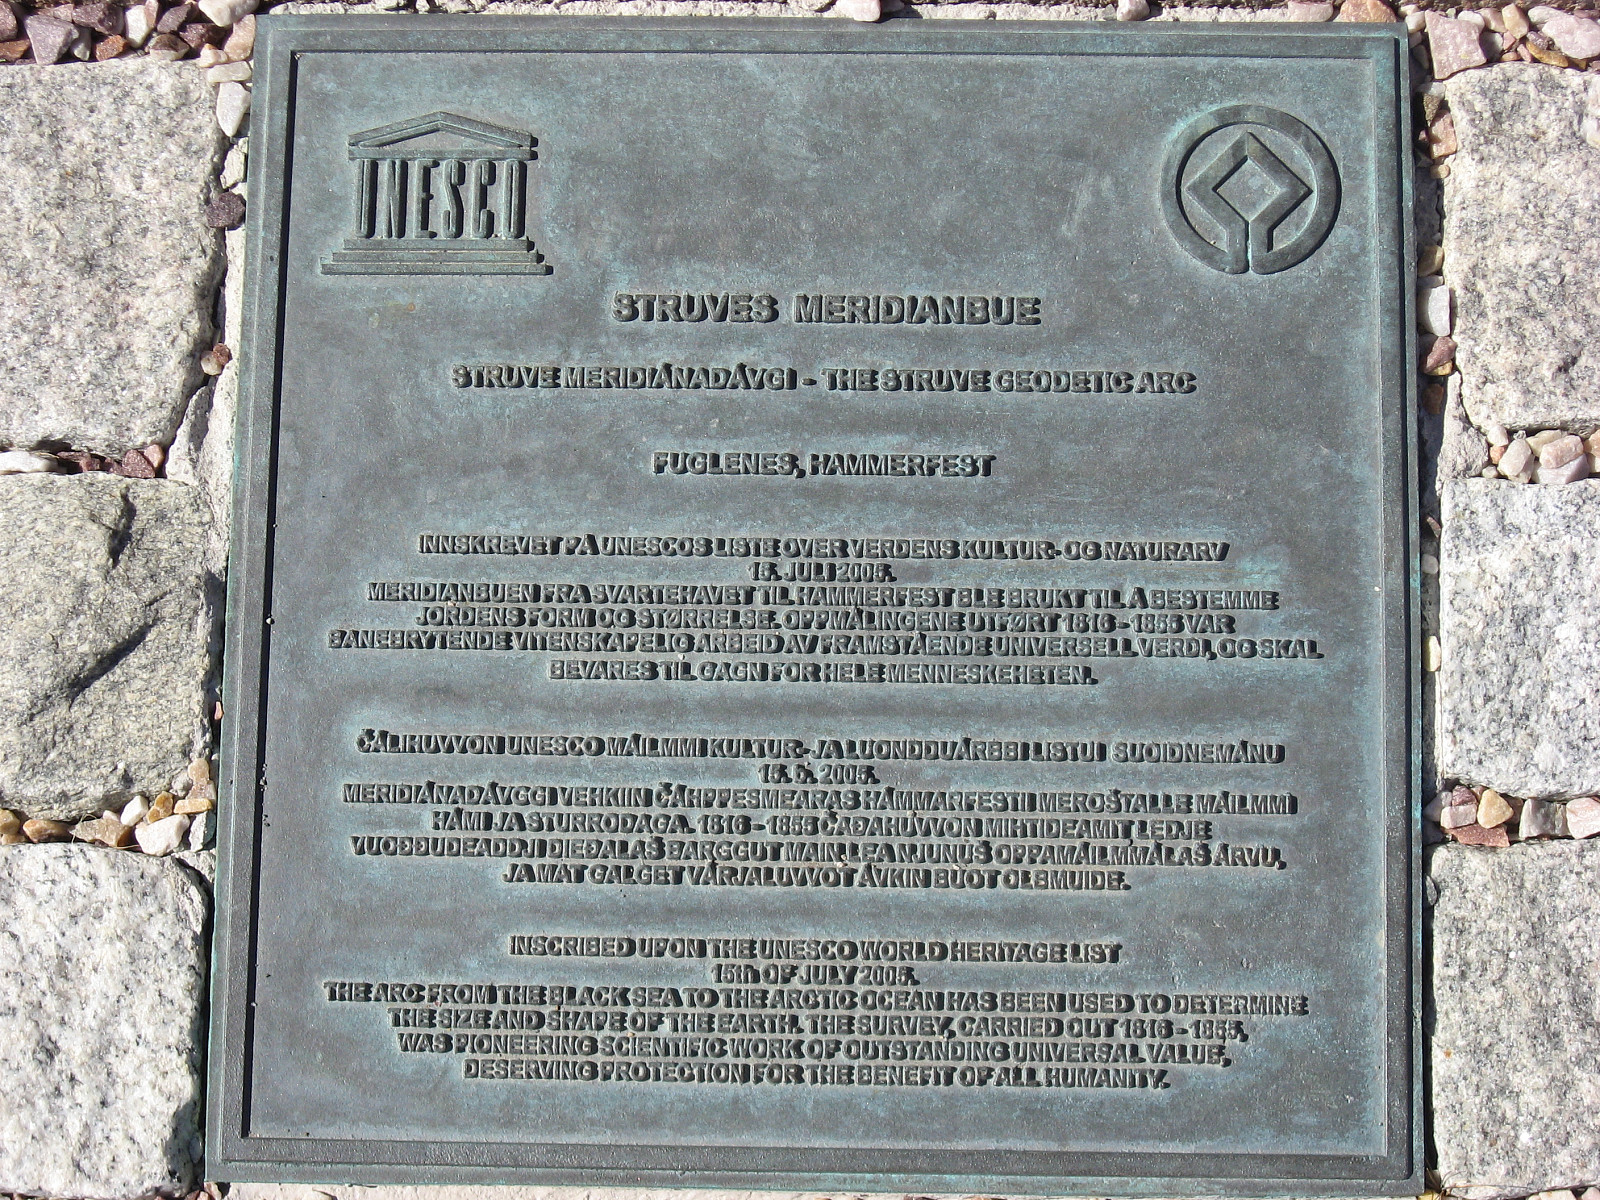 UNESCO
STRUVES MERIDIANBUE
STRUVE MERIDIÁNADÁVGI - THE STRUVE GEODETIC ARC
FUGLENES, HAMMERFEST
INNSKREVET PÅ UNESCOS LISTE OVER VERDENS KULTUR- OG NATURARV
15. JULI 2005.
MERIDIANBUEN FRA SVARTEHAVET TIL HAMMERFEST BLE BRUKT TIL Å BESTEMME
JORDENS FORM OG STØRRELSE. OPPMÅLINGENE UTFØRT 1816 - 1855 VAR
BANEBRYTENDE VITENSKAPELIG ARBEID AV FRAMSTÅENDE UNIVERSELL VERDI, OG SKAL
BEVARES TIL GAGN FOR HELE MENNESKEHETEN.
ČÁLIHUVVON UNESCO MÁILMMI KULTUR- JA LUONDDUÁRBBI LISTUI SUOIDNEMÁNU
15. b. 2005.
MERIDIÁNADÁVGGI VEHKIIN ČÁHPPESMEARAS HÁMMÁRFESTII MEROŠTALLE MÁILMMI
HÁMI JA STURRODAGA. 1816 - 1855 ČAĐAHUVVON MIHTIDEAMIT LEDJE
VUOĐĐUDEADDJI DIEĐALAŠ BARGGUT MAIN LEA NJUNUŠ OPPAMÁILMMÁLAŠ ÁRVU,
JA MAT GALGET VÁRJALUVVOT ÁVKIN BUOT OLBMUIDE.
INSCRIBED UPON THE UNESCO WORLD HERITAGE LIST
15th OF JULY 2005.
THE ARC FROM THE BLACK SEA TO THE ARCTIC OCEAN HAS BEEN USED TO DETERMINE
THE SIZE AND SHAPE OF THE EARTH. THE SURVEY, CARRIED OUT 1816 - 1855,
WAS PIONEERING SCIENTIFIC WORK OF OUTSTANDING UNIVERSAL VALUE,
DESERVING PROTECTION FOR THE BENEFIT OF ALL HUMANITY.